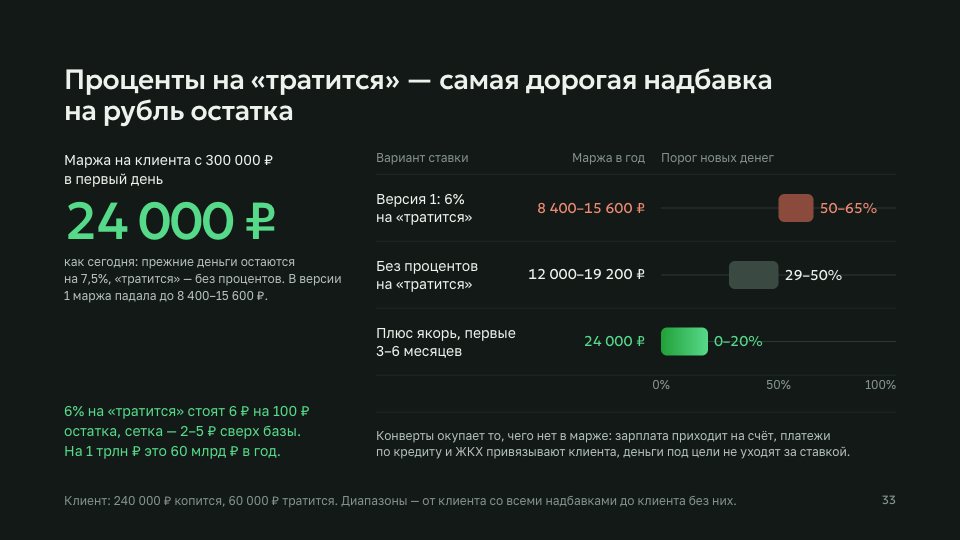 Проценты на «тратится» — самая дорогая надбавка
на рубль остатка
Маржа на клиента с 300 000 ₽
в первый день
24 000 ₽
как сегодня: прежние деньги остаются
на 7,5%, «тратится» — без процентов. В версии
1 маржа падала до 8 400–15 600 ₽.
6% на «тратится» стоят 6 ₽ на 100 ₽
остатка, сетка — 2–5 ₽ сверх базы.
На 1 трлн ₽ это 60 млрд ₽ в год.
Вариант ставки Маржа в год Порог новых денег
Версия 1: 6%
на «тратится»
8 400–15 600 ₽ 50–65%
Без процентов
на «тратится»
12 000–19 200 ₽ 29–50%
Плюс якорь, первые
3–6 месяцев
24 000 ₽ 0–20%
0% 50% 100%
Конверты окупает то, чего нет в марже: зарплата приходит на счёт, платежи
по кредиту и ЖКХ привязывают клиента, деньги под цели не уходят за ставкой.
Клиент: 240 000 ₽ копится, 60 000 ₽ тратится. Диапазоны — от клиента со всеми надбавками до клиента без них.
33